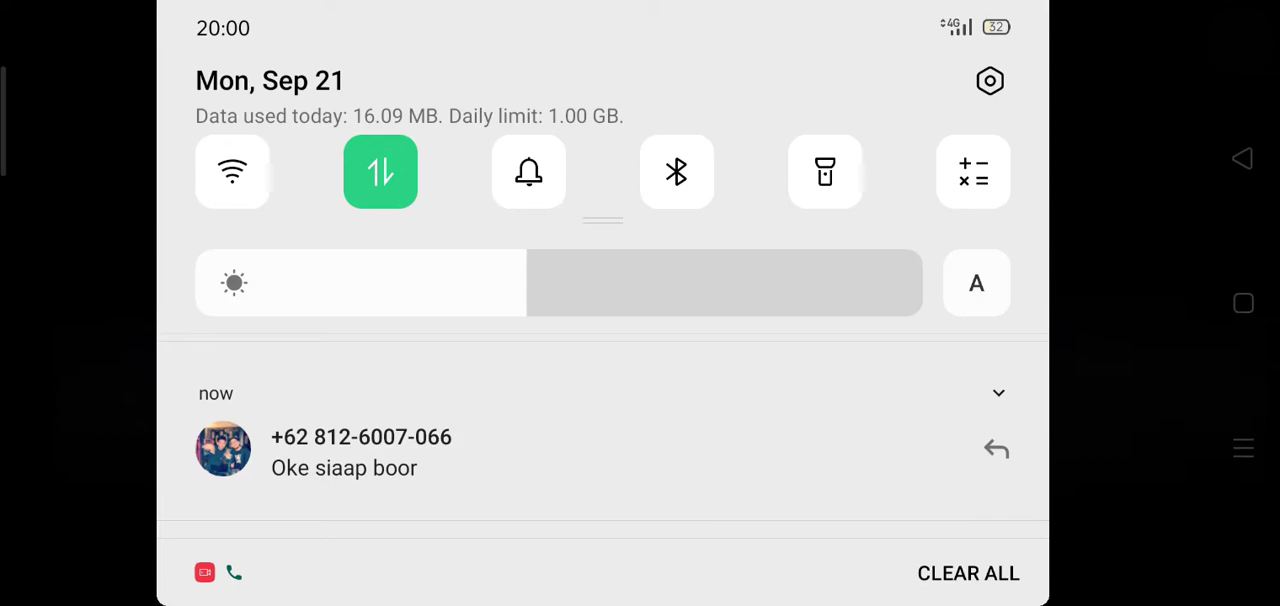 20:00
4G
32
Mon, Sep 21
Data used today: 16.09 MB. Daily limit: 1.00 GB.
A
now
+62 812-6007-066
Oke siaap boor
CLEAR ALL